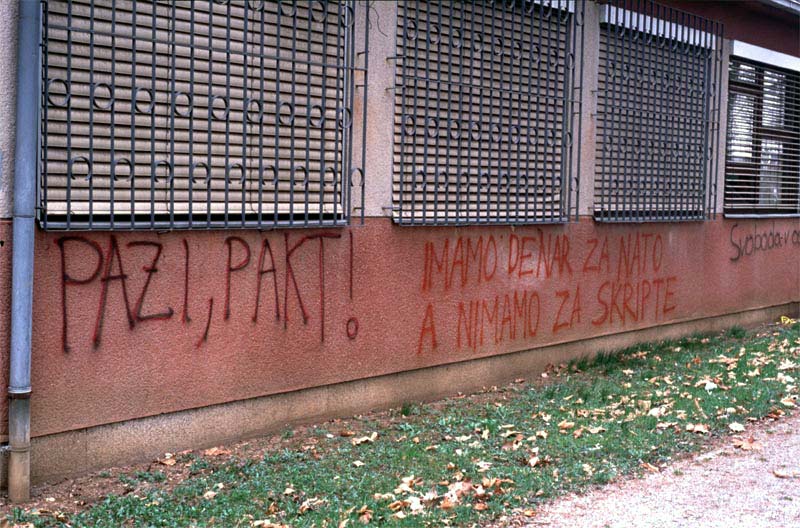 PAZI, PAKT!
IMAMO DENAR ZA NATO
A NIMAMO ZA SKRIPTE
Svoboda v